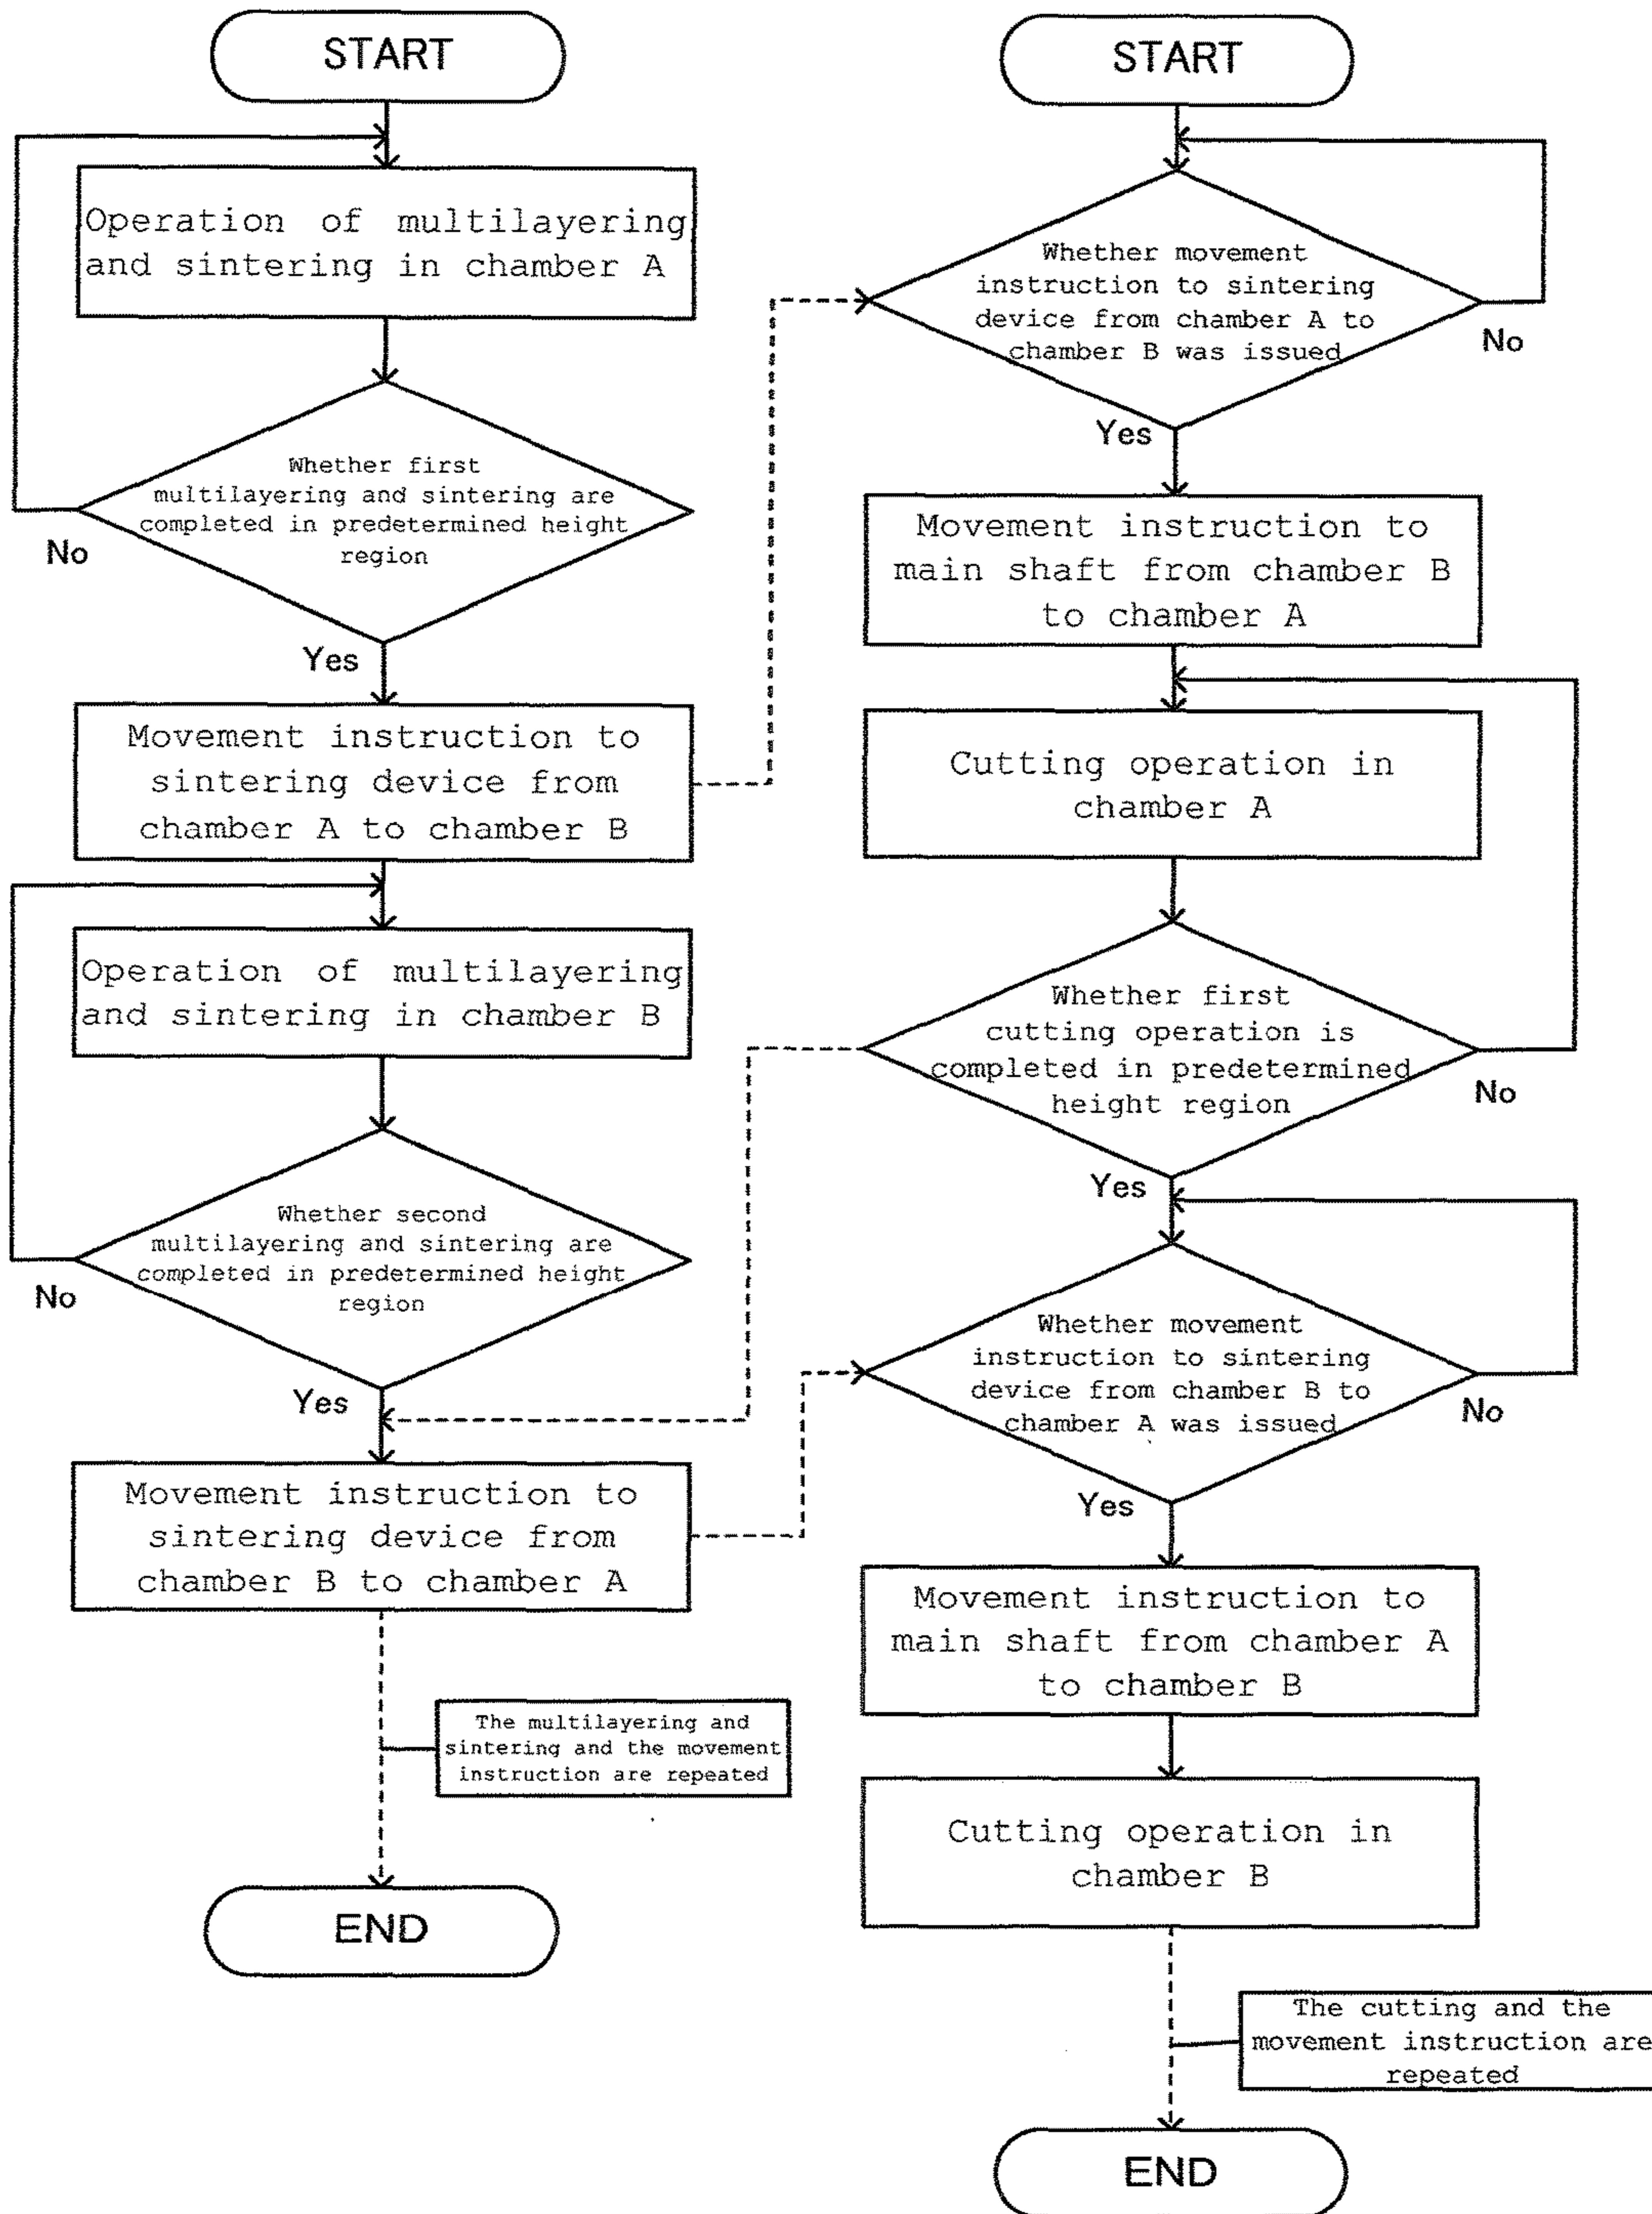 START
Operation of multilayering
and sintering in chamber A
Whether first
multilayering and sintering are
completed in predetermined height
region
No
Yes
Movement instruction to
sintering device from
chamber A to chamber B
Operation of multilayering
and sintering in chamber B
Whether second
multilayering and sintering are
completed in predetermined height
region
No
Yes
Movement instruction to
sintering device from
chamber B to chamber A
The multilayering and
sintering and the movement
instruction are repeated
END
START
Whether movement
instruction to sintering
device from chamber A to
chamber B was issued
No
Yes
Movement instruction to
main shaft from chamber B
to chamber A
Cutting operation in
chamber A
Whether first
cutting operation is
completed in predetermined
height region
No
Yes
Whether movement
instruction to sintering
device from chamber B to
chamber A was issued
No
Yes
Movement instruction to
main shaft from chamber A
to chamber B
Cutting operation in
chamber B
The cutting and the
movement instruction are
repeated
END